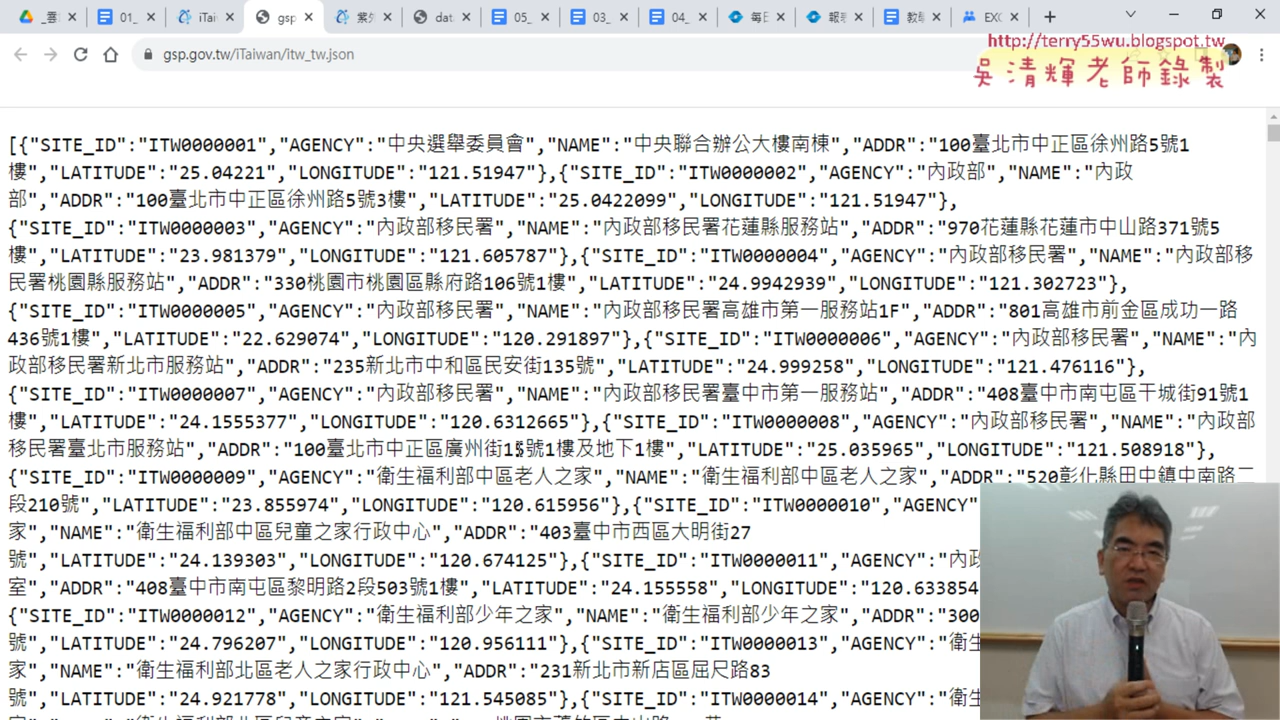 _雲
01_
iTai
gsp
紫外
dat
05_
03_
04_
每日
報
教學
EXC
http://terry55wu.blogspot.tw
gsp.gov.tw/iTaiwan/itw_tw.json
吳清輝老師錄製
[{"SITE_ID":"ITW0000001","AGENCY":"中央選舉委員會","NAME":"中央聯合辦公大樓南棟","ADDR":"100臺北市中正區徐州路5號1
樓","LATITUDE":"25.04221","LONGITUDE":"121.51947"},{"SITE_ID":"ITW0000002","AGENCY":"內政部","NAME":"內政
部","ADDR":"100臺北市中正區徐州路5號3樓","LATITUDE":"25.0422099","LONGITUDE":"121.51947"},
{"SITE_ID":"ITW0000003","AGENCY":"內政部移民署","NAME":"內政部移民署花蓮縣服務站","ADDR":"970花蓮縣花蓮市中山路371號5
樓","LATITUDE":"23.981379","LONGITUDE":"121.605787"},{"SITE_ID":"ITW0000004","AGENCY":"內政部移民署","NAME":"內政部移
民署桃園縣服務站","ADDR":"330桃園市桃園區縣府路106號1樓","LATITUDE":"24.9942939","LONGITUDE":"121.302723"},
{"SITE_ID":"ITW0000005","AGENCY":"內政部移民署","NAME":"內政部移民署高雄市第一服務站1F","ADDR":"801高雄市前金區成功一路
436號1樓","LATITUDE":"22.629074","LONGITUDE":"120.291897"},{"SITE_ID":"ITW0000006","AGENCY":"內政部移民署","NAME":"內
政部移民署新北市服務站","ADDR":"235新北市中和區民安街135號","LATITUDE":"24.999258","LONGITUDE":"121.476116"},
{"SITE_ID":"ITW0000007","AGENCY":"內政部移民署","NAME":"內政部移民署臺中市第一服務站","ADDR":"408臺中市南屯區干城街91號1
樓","LATITUDE":"24.1555377","LONGITUDE":"120.6312665"},{"SITE_ID":"ITW0000008","AGENCY":"內政部移民署","NAME":"內政部
移民署臺北市服務站","ADDR":"100臺北市中正區廣州街15號1樓及地下1樓","LATITUDE":"25.035965","LONGITUDE":"121.508918"},
{"SITE_ID":"ITW0000009","AGENCY":"衛生福利部中區老人之家","NAME":"衛生福利部中區老人之家","ADDR":"520彰化縣田中鎮中南路二
段210號","LATITUDE":"23.855974","LONGITUDE":"120.615956"},{"SITE_ID":"ITW0000010","AGENCY":
家","NAME":"衛生福利部中區兒童之家行政中心","ADDR":"403臺中市西區大明街27
號","LATITUDE":"24.139303","LONGITUDE":"120.674125"},{"SITE_ID":"ITW0000011","AGENCY":"內政
室","ADDR":"408臺中市南屯區黎明路2段503號1樓","LATITUDE":"24.155558","LONGITUDE":"120.633854
{"SITE_ID":"ITW0000012","AGENCY":"衛生福利部少年之家","NAME":"衛生福利部少年之家","ADDR":"300
號","LATITUDE":"24.796207","LONGITUDE":"120.956111"},{"SITE_ID":"ITW0000013","AGENCY":"衛生
家","NAME":"衛生福利部北區老人之家行政中心","ADDR":"231新北市新店區屈尺路83
號","LATITUDE":"24.921778","LONGITUDE":"121.545085"},{"SITE_ID":"ITW0000014","AGENCY":"衛生